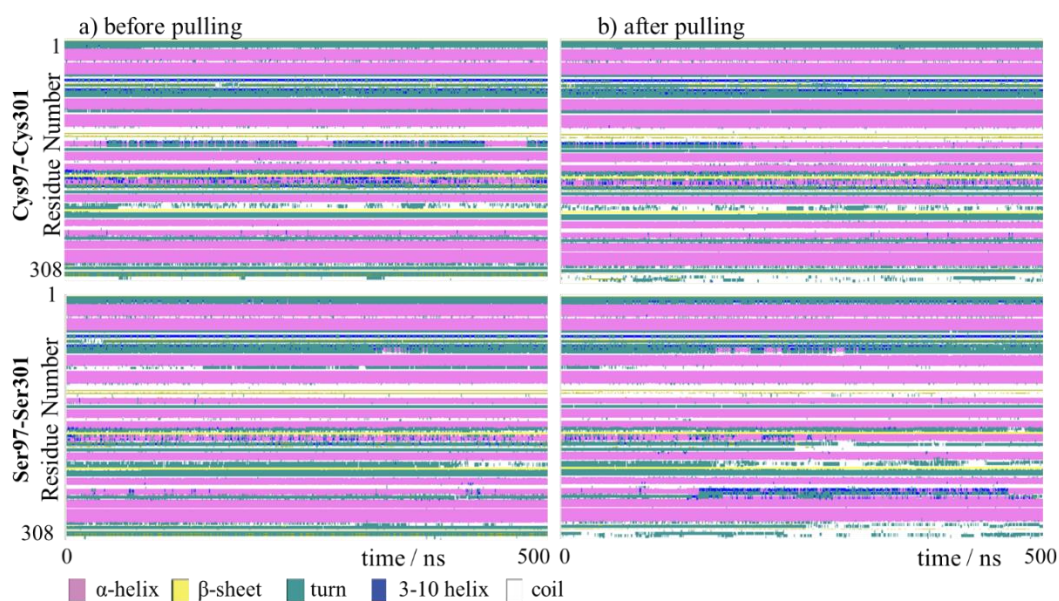 a) before pulling
b) after pulling
1
Cys97-Cys301
Residue Number
308
1
Ser97-Ser301
Residue Number
308
0
time / ns
500
0
time / ns
500
α-helix
β-sheet
turn
3-10 helix
coil